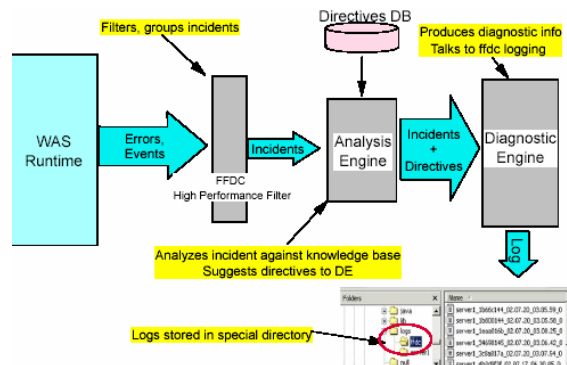 Directives DB
Filters, groups incidents
Produces diagnostic info
Talks to ffdc logging
WAS
Runtime
Errors,
Events
Incidents
Analysis
Engine
Incidents
+
Directives
Diagnostic
Engine
FFDC
High Performance Filter
Analyzes incident against knowledge base
Suggests directives to DE
Log
Logs stored in special directory
Folders
X
Name
java
lib
logs
ffdc
server1
null